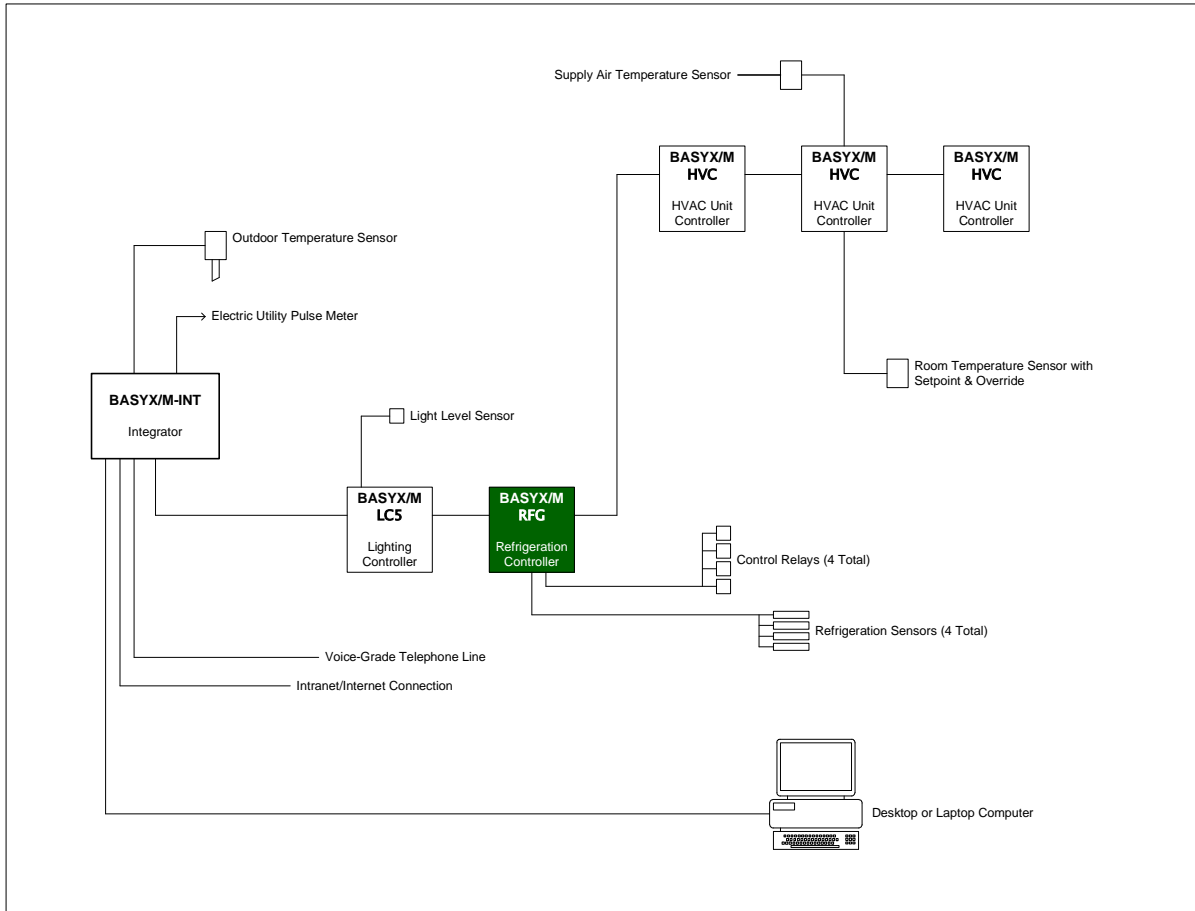 Supply Air Temperature Sensor
BASYX/M
HVC
HVAC Unit
Controller
BASYX/M
HVC
HVAC Unit
Controller
BASYX/M
HVC
HVAC Unit
Controller
Outdoor Temperature Sensor
Electric Utility Pulse Meter
Room Temperature Sensor with
Setpoint & Override
BASYX/M-INT
Integrator
Light Level Sensor
BASYX/M
LC5
Lighting
Controller
BASYX/M
RFG
Refrigeration
Controller
Control Relays (4 Total)
Refrigeration Sensors (4 Total)
Voice-Grade Telephone Line
Intranet/Internet Connection
Desktop or Laptop Computer